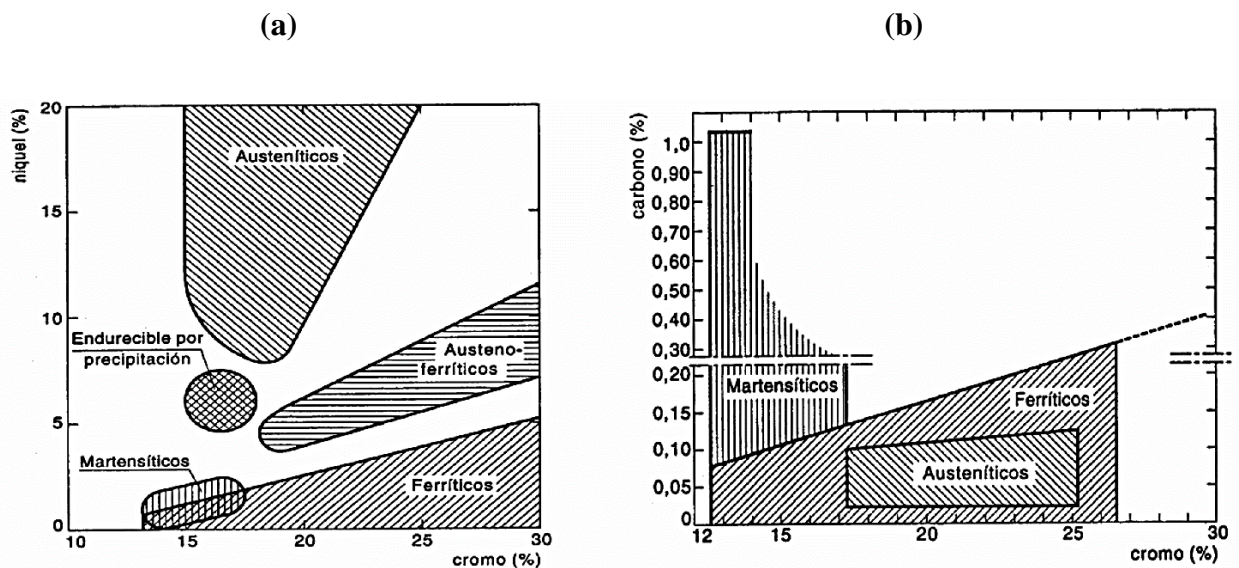 (a)
(b)
niquel (%)
20
15
10
5
0
Austeníticos
Endurecible por
precipitación
Austeno-
ferríticos
Martensíticos
Ferríticos
10
15
20
25
30
cromo (%)
carbono (%)
1,0
0,90
0,80
0,70
0,60
0,50
0,40
0,30
0,20
0,15
0,10
0,05
0
Martensíticos
Ferríticos
Austeníticos
12
15
20
25
30
cromo (%)